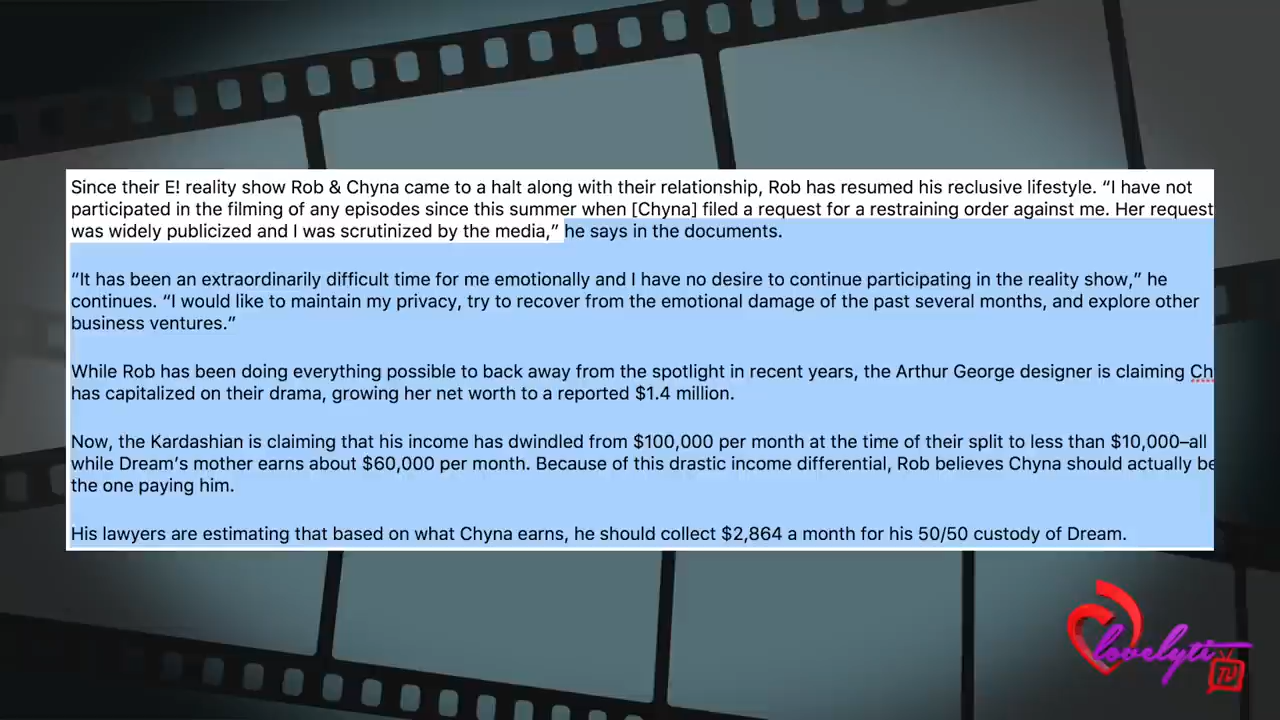 Since their E! reality show Rob & Chyna came to a halt along with their relationship, Rob has resumed his reclusive lifestyle. “I have not
participated in the filming of any episodes since this summer when [Chyna] filed a request for a restraining order against me. Her request
was widely publicized and I was scrutinized by the media,” he says in the documents.
“It has been an extraordinarily difficult time for me emotionally and I have no desire to continue participating in the reality show,” he
continues. “I would like to maintain my privacy, try to recover from the emotional damage of the past several months, and explore other
business ventures.”
While Rob has been doing everything possible to back away from the spotlight in recent years, the Arthur George designer is claiming Ch
has capitalized on their drama, growing her net worth to a reported $1.4 million.
Now, the Kardashian is claiming that his income has dwindled from $100,000 per month at the time of their split to less than $10,000–all
while Dream’s mother earns about $60,000 per month. Because of this drastic income differential, Rob believes Chyna should actually be
the one paying him.
His lawyers are estimating that based on what Chyna earns, he should collect $2,864 a month for his 50/50 custody of Dream.
lovelyti
TV